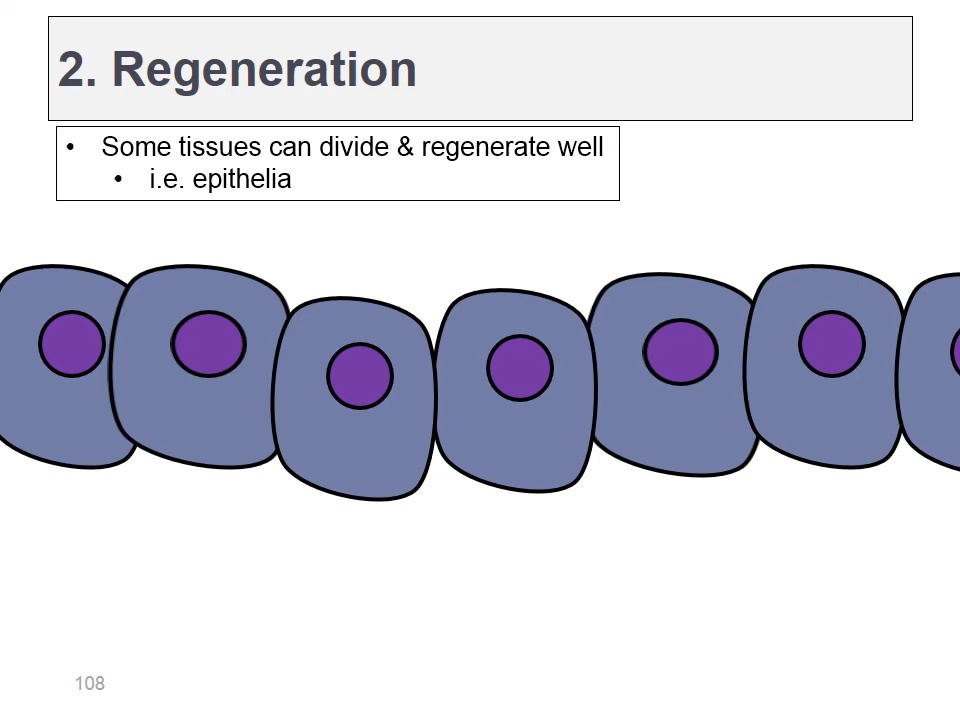 2. Regeneration
• Some tissues can divide & regenerate well
• i.e. epithelia
108